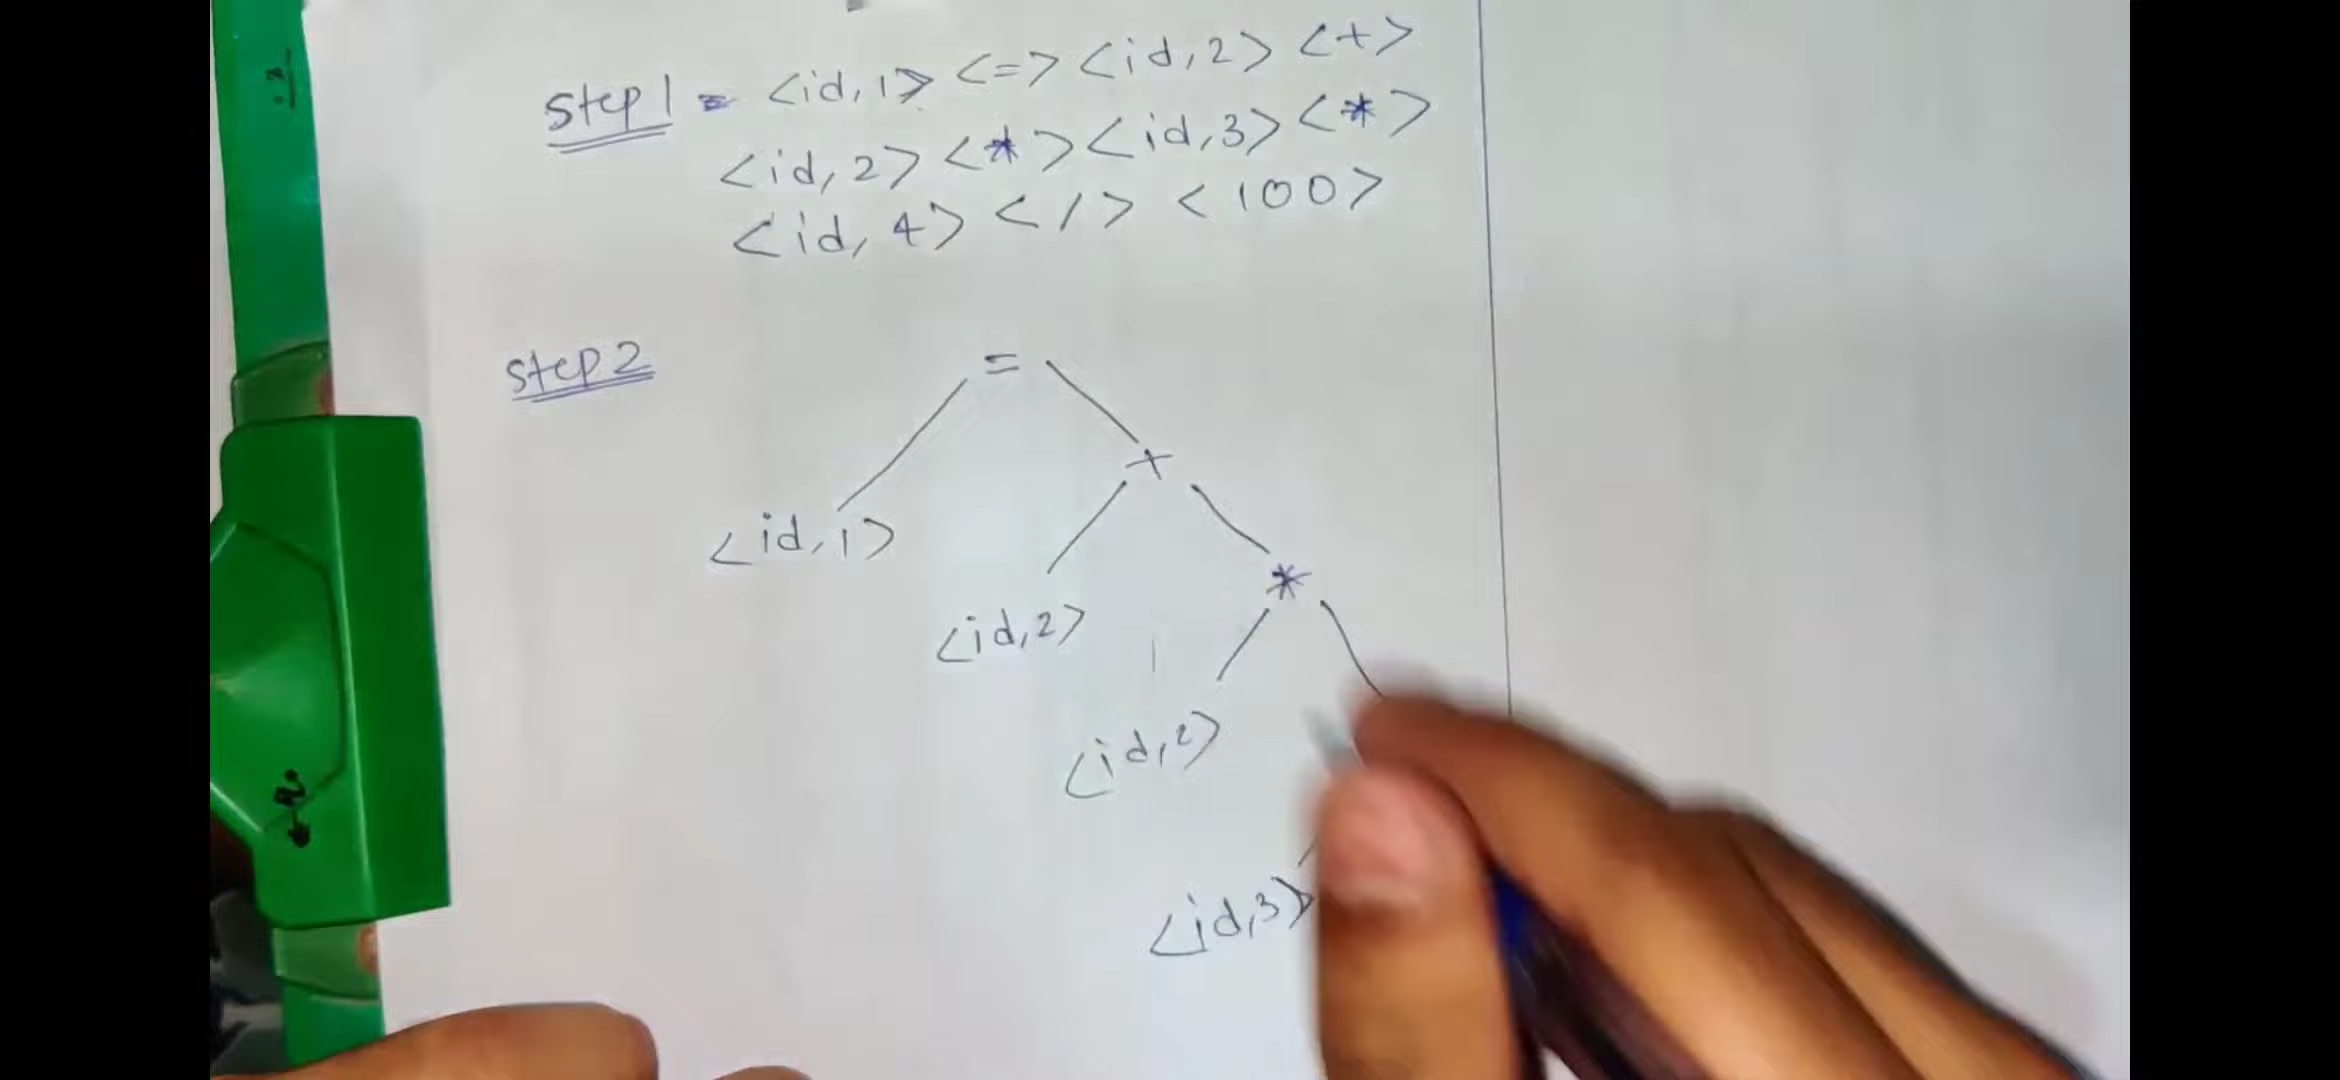 Step 1 = <id, 1> <=> <id, 2> <+>
<id, 2> <*> <id, 3> <*>
<id, 4> </> <100>
Step 2
=
+
<id, 1>
*
<id, 2>
<id, 2>
<id, 3>